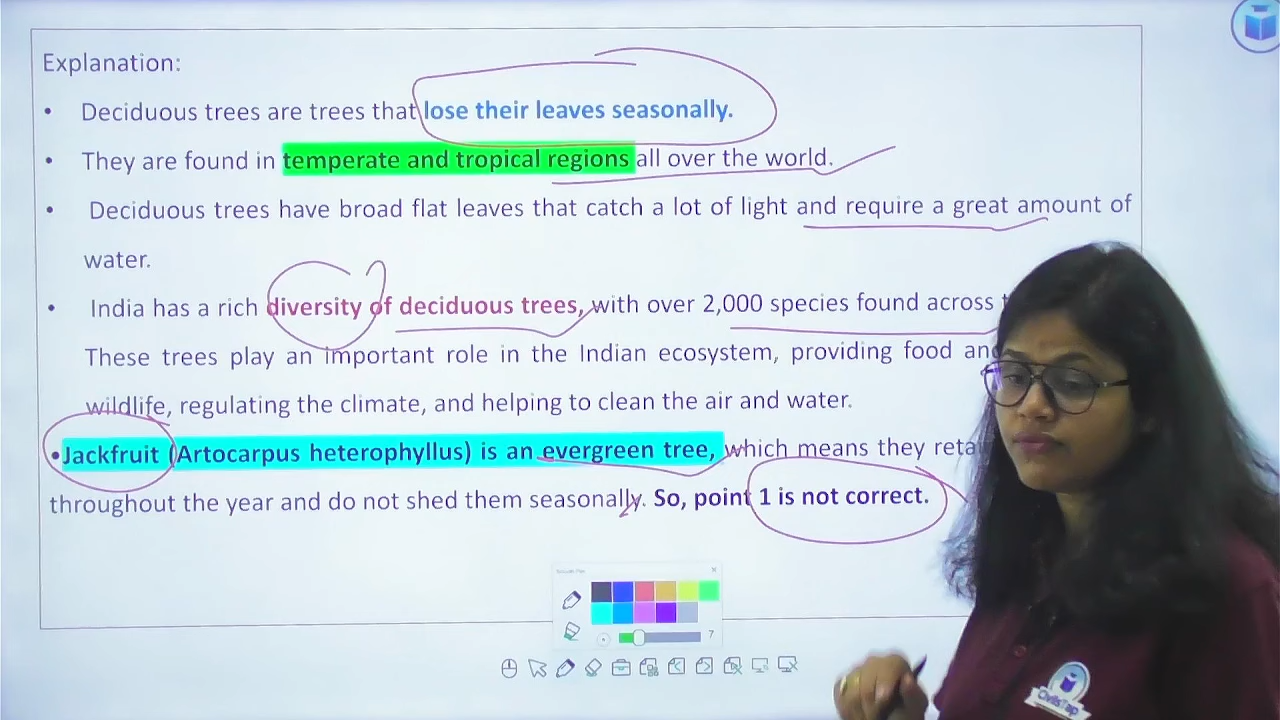 Explanation:
• Deciduous trees are trees that lose their leaves seasonally.
• They are found in temperate and tropical regions all over the world.
• Deciduous trees have broad flat leaves that catch a lot of light and require a great amount of
water.
• India has a rich diversity of deciduous trees, with over 2,000 species found across
These trees play an important role in the Indian ecosystem, providing food
wildlife, regulating the climate, and helping to clean the air and water.
•Jackfruit (Artocarpus heterophyllus) is an evergreen tree, which means they
throughout the year and do not shed them seasonally. So, point 1 is not correct.
7
CivilsTap